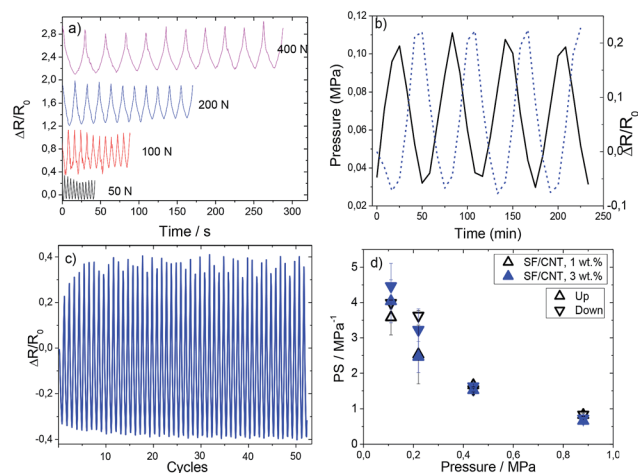 a)
ΔR/R0
2,8
2,4
2,0
1,6
1,2
0,8
0,4
0,0
400 N
200 N
100 N
50 N
0 50 100 150 200 250 300
Time / s
b)
Pressure (MPa)
0,12
0,10
0,08
0,06
0,04
0,02
0,2
0,1
0,0
-0,1
ΔR/R0
0 50 100 150 200 250
Time (min)
c)
ΔR/R0
0,4
0,2
0,0
-0,2
-0,4
0 10 20 30 40 50
Cycles
d)
SF/CNT, 1 wt.%
SF/CNT, 3 wt.%
Up
Down
PS / MPa-1
6
5
4
3
2
1
0
0,0 0,2 0,4 0,6 0,8 1,0
Pressure / MPa